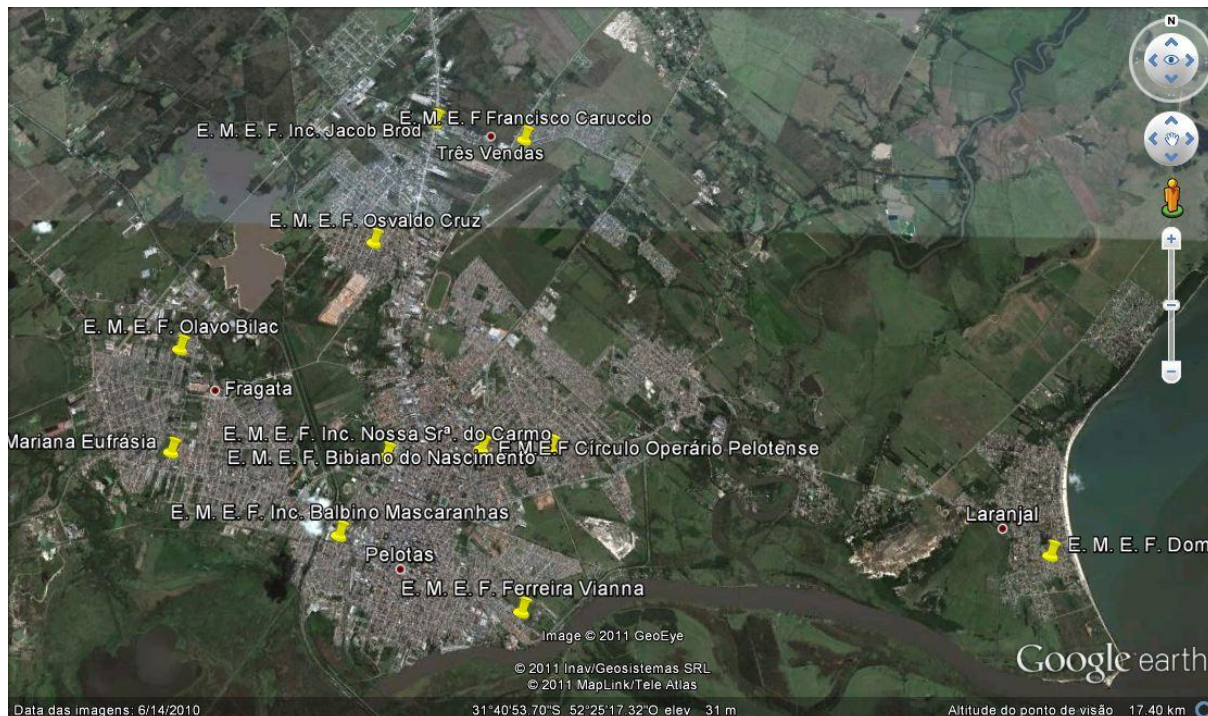 N
E. M. E. F Francisco Caruccio
E. M. E. F. Inc. Jacob Brod
Três Vendas
E. M. E. F. Osvaldo Cruz
E. M. E. F. Olavo Bilac
Fragata
Mariana Eufrásia
E. M. E. F. Inc. Nossa Srª. do Carmo
E.M.E.F Círculo Operário Pelotense
E. M. E. F. Bibiano do Nascimento
E. M. E. F. Inc. Balbino Mascaranhas
Laranjal
E. M. E. F. Dom
Pelotas
E. M. E. F. Ferreira Vianna
Image © 2011 GeoEye
© 2011 Inav/Geosistemas SRL
© 2011 MapLink/Tele Atlas
Google earth
Data das imagens: 6/14/2010 31°40'53.70"S 52°25'17.32"O elev 31 m Altitude do ponto de visão 17.40 km